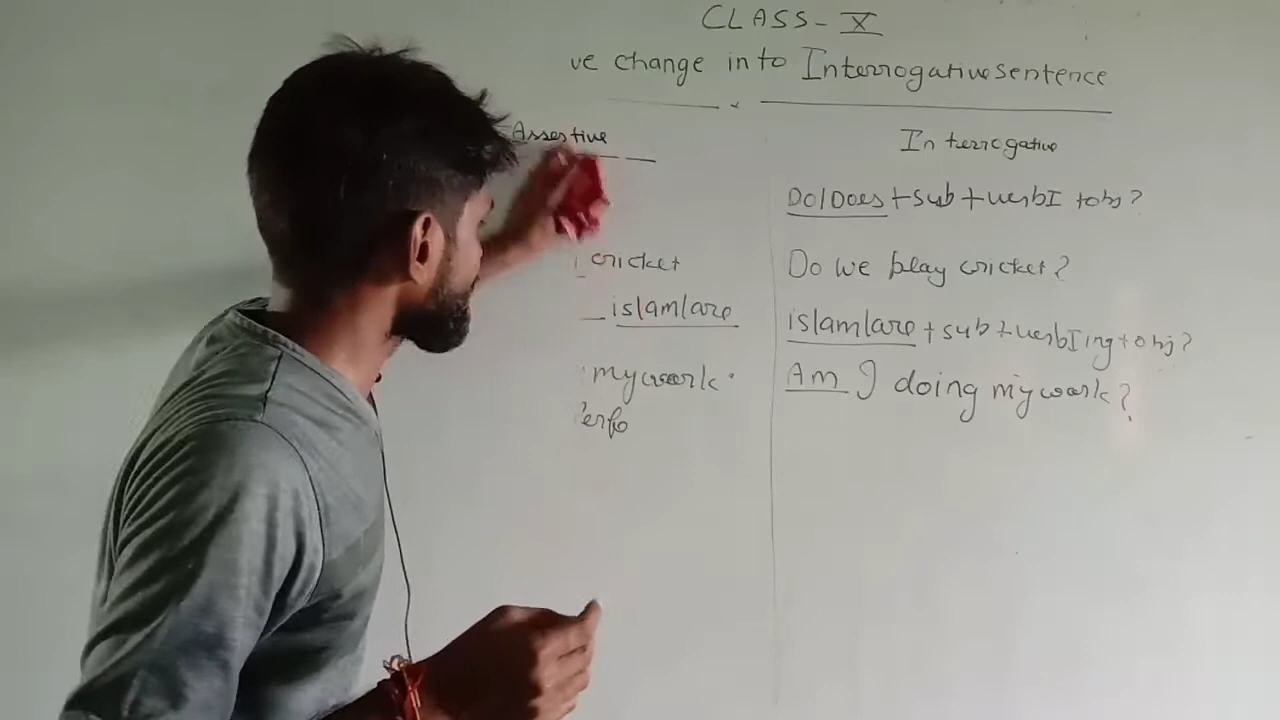 CLASS - X
ve change into Interrogative sentence
Assertive
Interrogative
Do/Does + sub + verb I + obj?
cricket
Do we play cricket?
is/am/are
is/am/are + sub + verb I ing + obj?
my work.
Am I doing my work?
erfe